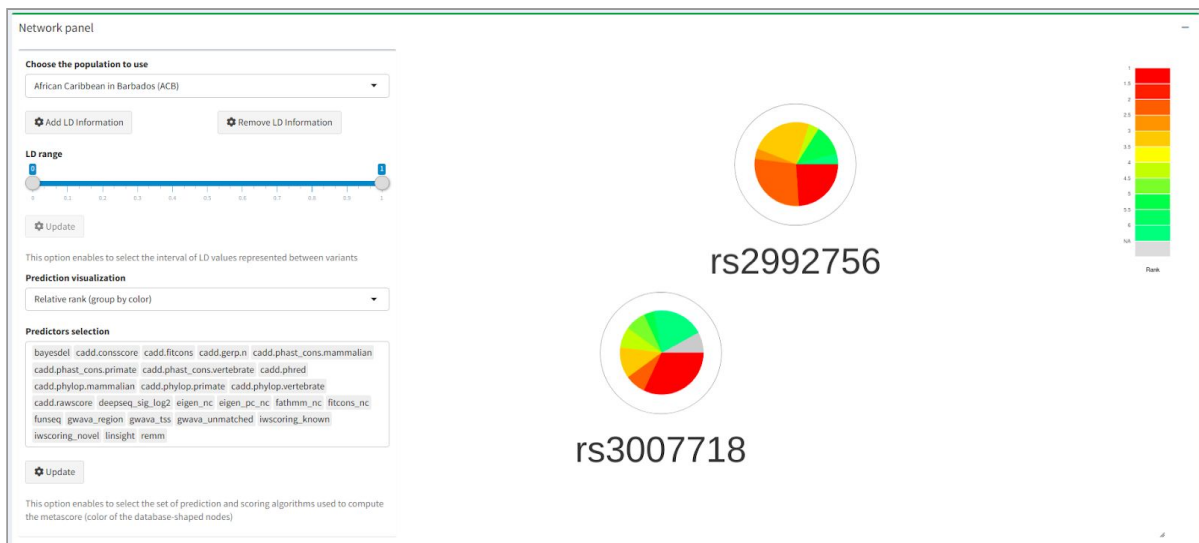 Network panel
Choose the population to use
African Caribbean in Barbados (ACB)
Add LD Information
Remove LD Information
LD range
0 1
0 0.1 0.2 0.3 0.4 0.5 0.6 0.7 0.8 0.9 1
Update
This option enables to select the interval of LD values represented between variants
Prediction visualization
Relative rank (group by color)
Predictors selection
bayesdel cadd.consscore cadd.fitcons cadd.gerp.n cadd.phast_cons.mammalian
cadd.phast_cons.primate cadd.phast_cons.vertebrate cadd.phred
cadd.phylop.mammalian cadd.phylop.primate cadd.phylop.vertebrate
cadd.rawscore deepseq_sig_log2 eigen_nc eigen_pc_nc fathmm_nc fitcons_nc
funseq gwava_region gwava_tss gwava_unmatched iwscoring_known
iwscoring_novel linsight remm
Update
This option enables to select the set of prediction and scoring algorithms used to compute
the metascore (color of the database-shaped nodes)
rs2992756
rs3007718
1
1.5
2
2.5
3
3.5
4
4.5
5
5.5
6
NA
Rank